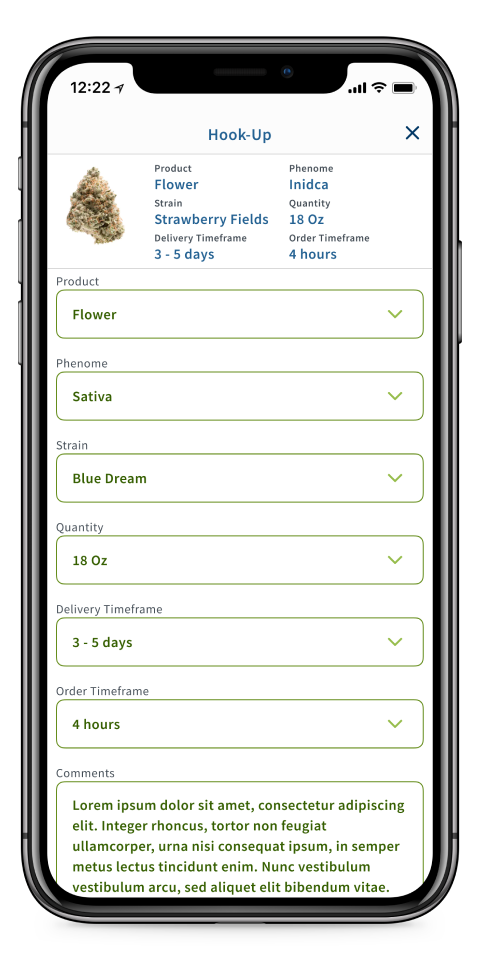 12:22
Hook-Up
Product Phenome
Flower Inidca
Strain Quantity
Strawberry Fields 18 Oz
Delivery Timeframe Order Timeframe
3 - 5 days 4 hours
Product
Flower
Phenome
Sativa
Strain
Blue Dream
Quantity
18 Oz
Delivery Timeframe
3 - 5 days
Order Timeframe
4 hours
Comments
Lorem ipsum dolor sit amet, consectetur adipiscing
elit. Integer rhoncus, tortor non feugiat
ullamcorper, urna nisi consequat ipsum, in semper
metus lectus tincidunt enim. Nunc vestibulum
vestibulum arcu, sed aliquet elit bibendum vitae.